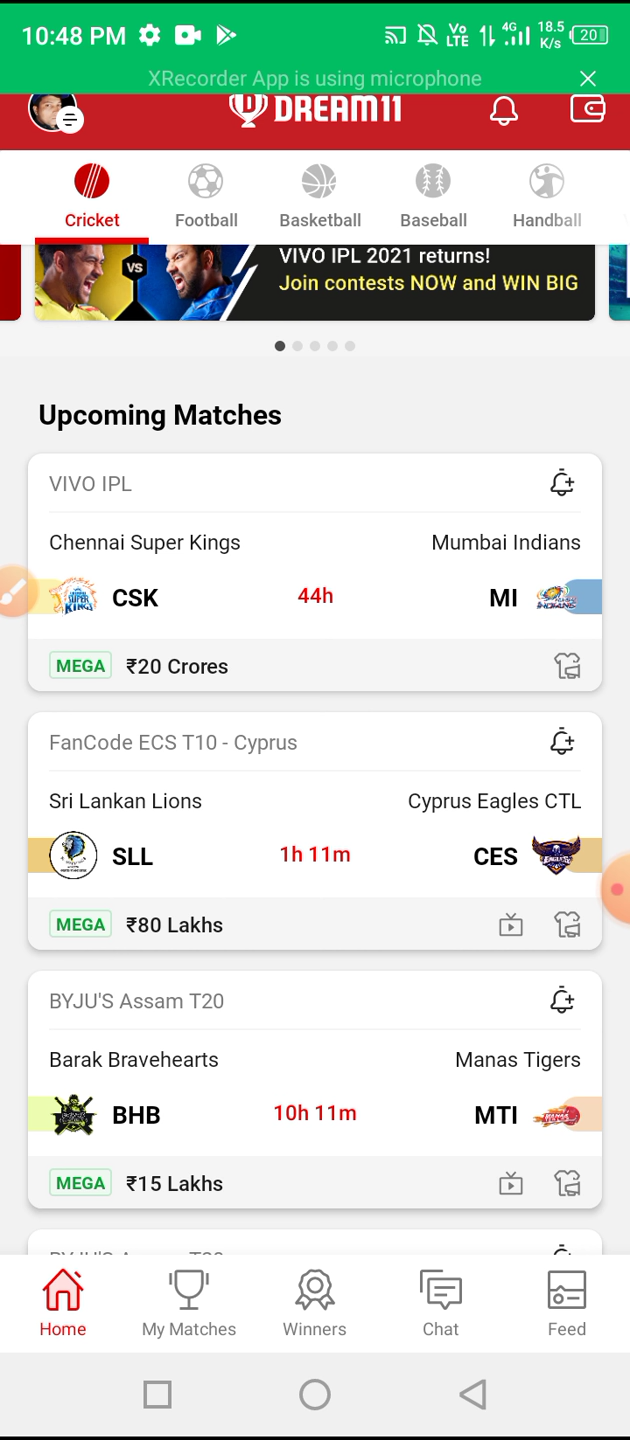 10:48 PM
Vo LTE 4G 18.5 K/s 20
XRecorder App is using microphone
DREAM11
Cricket Football Basketball Baseball Handball
VS
VIVO IPL 2021 returns!
Join contests NOW and WIN BIG
Upcoming Matches
VIVO IPL
Chennai Super Kings Mumbai Indians
CSK 44h MI
MEGA ₹20 Crores
FanCode ECS T10 - Cyprus
Sri Lankan Lions Cyprus Eagles CTL
SLL 1h 11m CES
MEGA ₹80 Lakhs
BYJU'S Assam T20
Barak Bravehearts Manas Tigers
BHB 10h 11m MTI
MEGA ₹15 Lakhs
Home My Matches Winners Chat Feed